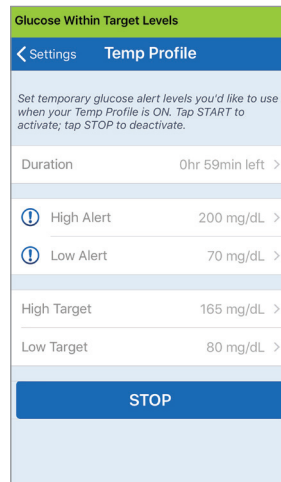 Glucose Within Target Levels
Settings Temp Profile
Set temporary glucose alert levels you'd like to use
when your Temp Profile is ON. Tap START to
activate; tap STOP to deactivate.
Duration 0hr 59min left
High Alert 200 mg/dL
Low Alert 70 mg/dL
High Target 165 mg/dL
Low Target 80 mg/dL
STOP